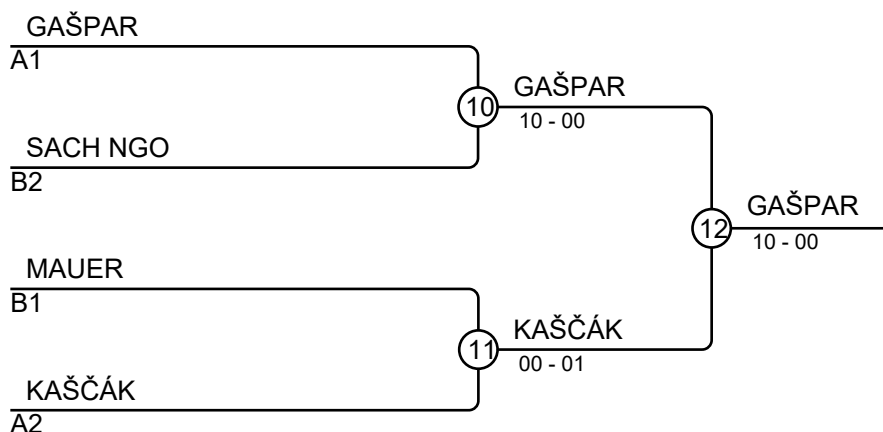 GAŠPAR
A1
10
GAŠPAR
10 - 00
SACH NGO
B2
12
GAŠPAR
10 - 00
MAUER
B1
11
KAŠČÁK
00 - 01
KAŠČÁK
A2